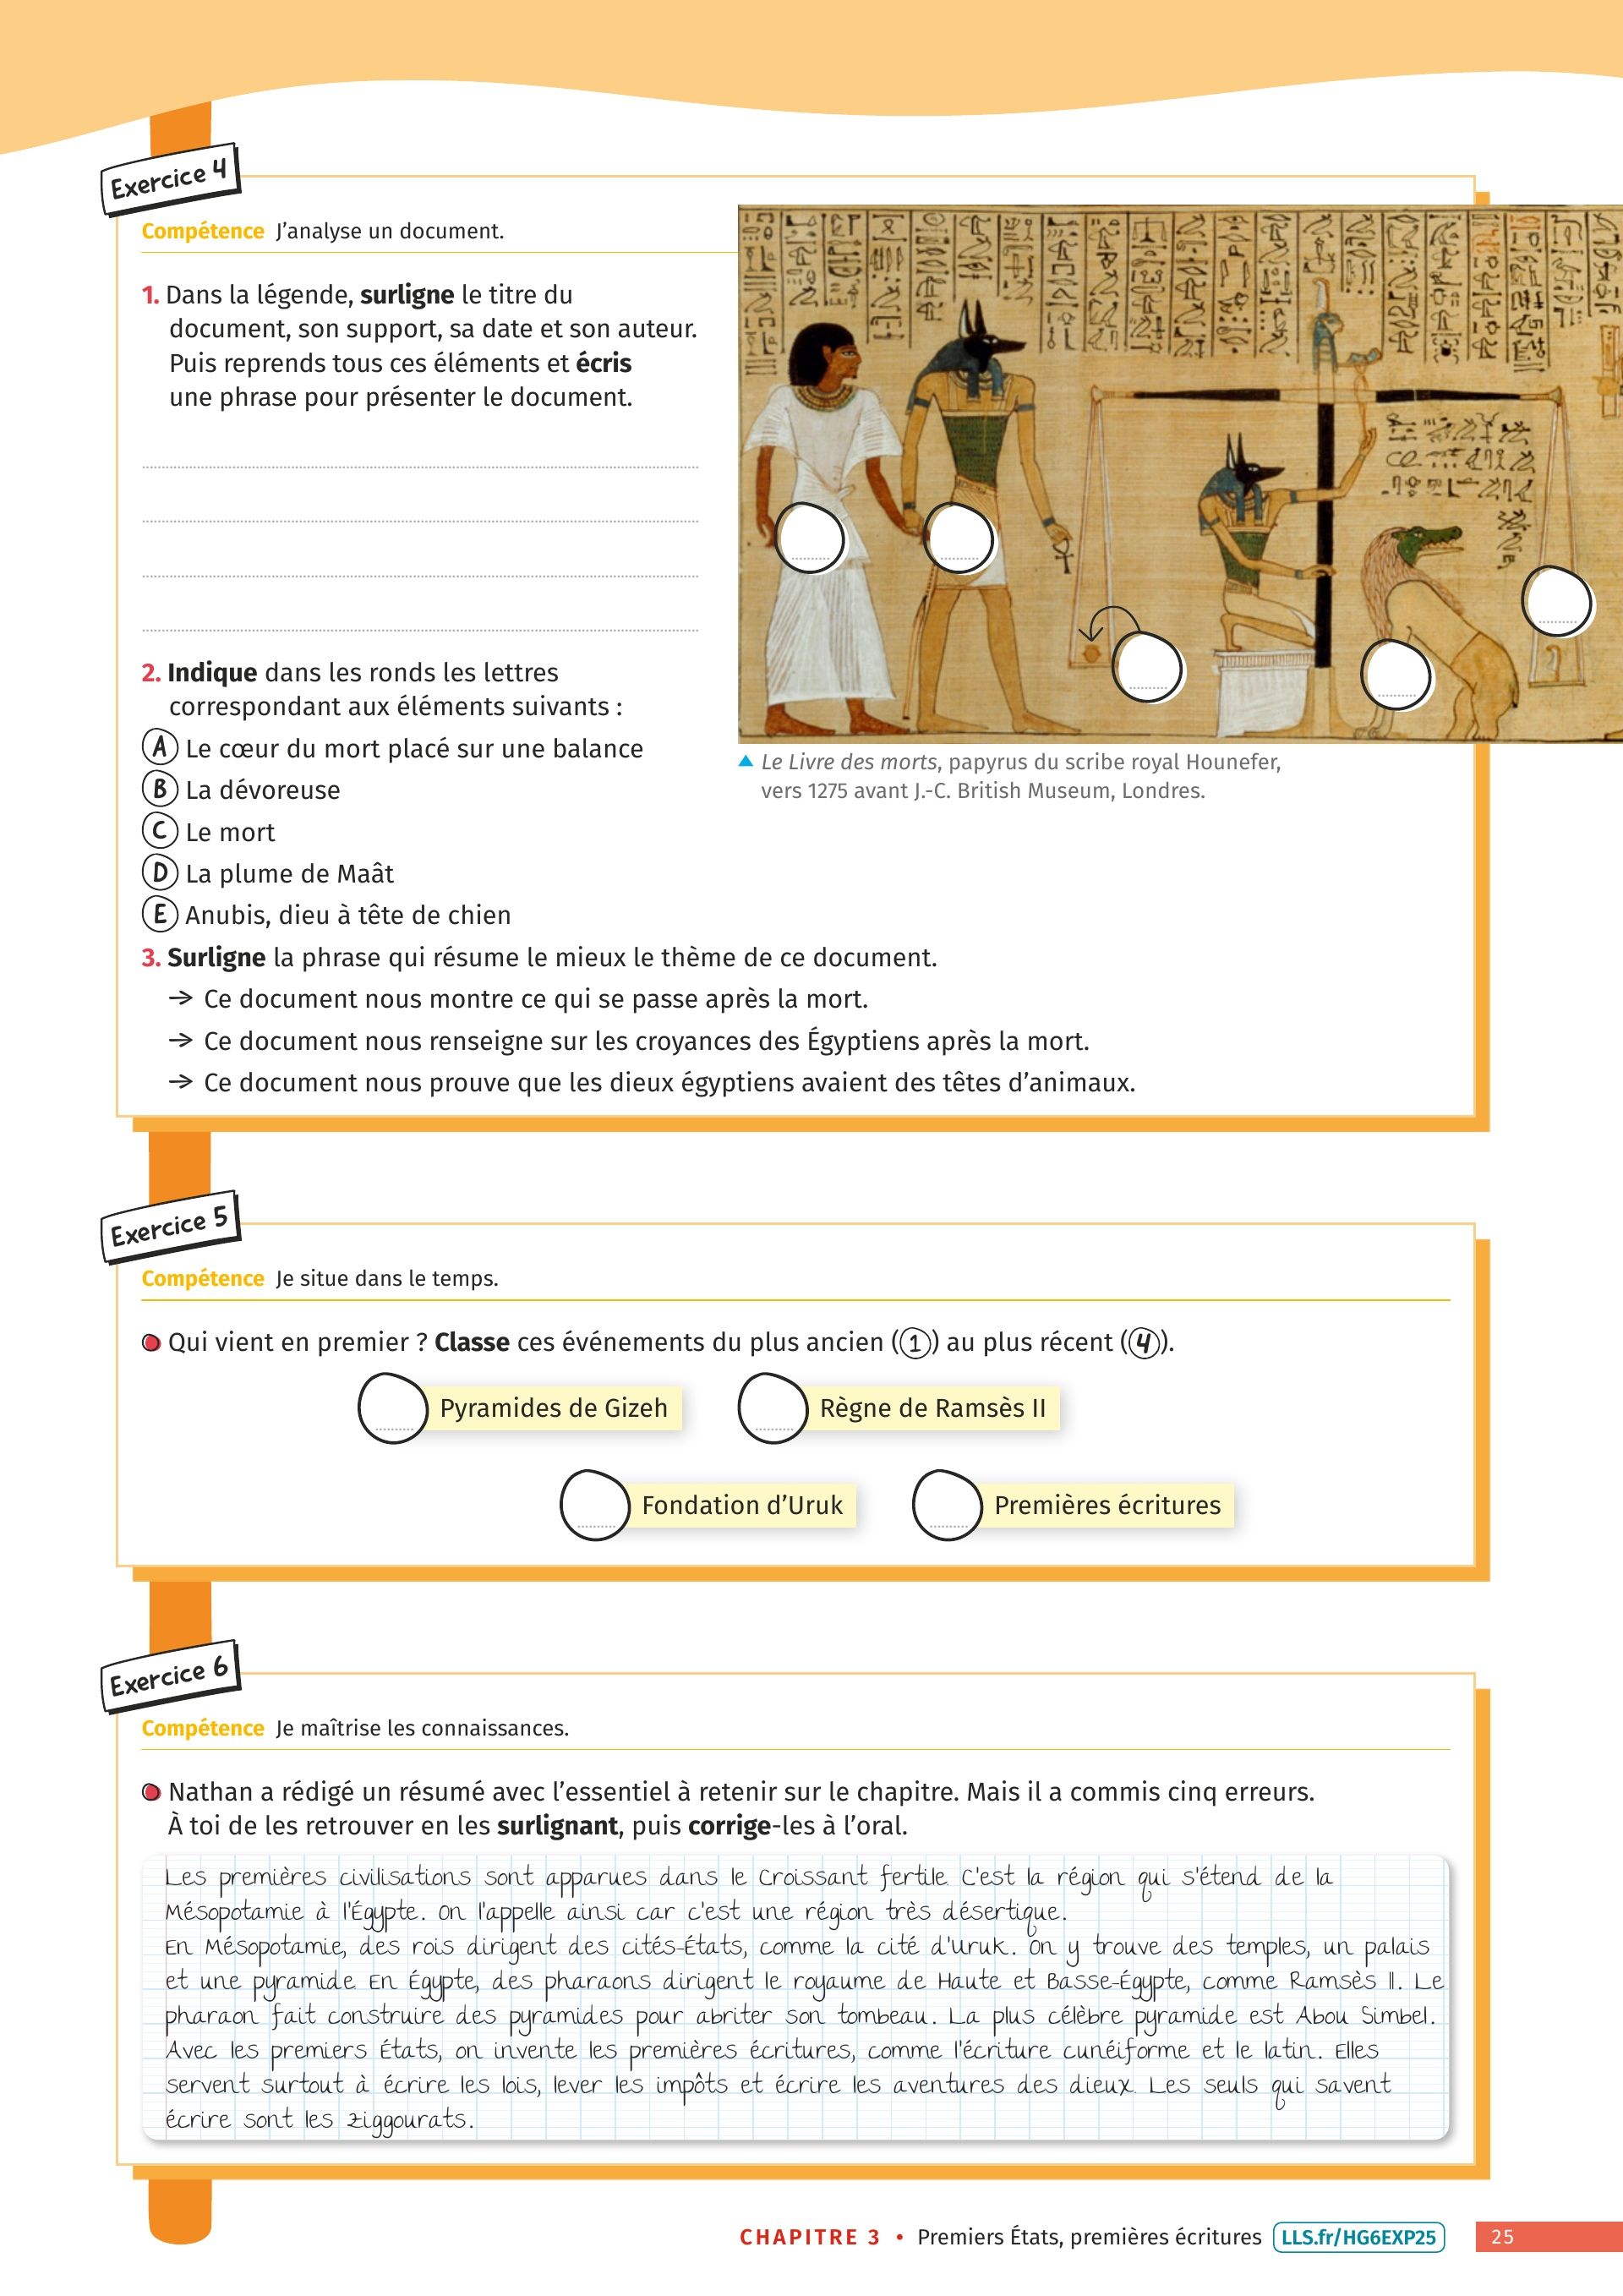 Exercice 4
Compétence J'analyse un document.
1. Dans la légende, surligne le titre du
document, son support, sa date et son auteur.
Puis reprends tous ces éléments et écris
une phrase pour présenter le document.
2. Indique dans les ronds les lettres
correspondant aux éléments suivants :
A Le cœur du mort placé sur une balance
B La dévoreuse
C Le mort
D La plume de Maât
E Anubis, dieu à tête de chien
▲ Le Livre des morts, papyrus du scribe royal Hounefer,
vers 1275 avant J.-C. British Museum, Londres.
3. Surligne la phrase qui résume le mieux le thème de ce document.
→ Ce document nous montre ce qui se passe après la mort.
→ Ce document nous renseigne sur les croyances des Égyptiens après la mort.
→ Ce document nous prouve que les dieux égyptiens avaient des têtes d'animaux.
Exercice 5
Compétence Je situe dans le temps.
Qui vient en premier ? Classe ces événements du plus ancien (1) au plus récent (4).
Pyramides de Gizeh
Règne de Ramsès II
Fondation d'Uruk
Premières écritures
Exercice 6
Compétence Je maîtrise les connaissances.
Nathan a rédigé un résumé avec l'essentiel à retenir sur le chapitre. Mais il a commis cinq erreurs.
À toi de les retrouver en les surlignant, puis corrige-les à l'oral.
Les premières civilisations sont apparues dans le Croissant fertile. C'est la région qui s'étend de la
Mésopotamie à l'Égypte. On l'appelle ainsi car c'est une région très désertique.
En Mésopotamie, des rois dirigent des cités-États, comme la cité d'Uruk. On y trouve des temples, un palais
et une pyramide. En Égypte, des pharaons dirigent le royaume de Haute et Basse-Égypte, comme Ramsès II. Le
pharaon fait construire des pyramides pour abriter son tombeau. La plus célèbre pyramide est Abou Simbel.
Avec les premiers États, on invente les premières écritures, comme l'écriture cunéiforme et le latin. Elles
servent surtout à écrire les lois, lever les impôts et écrire les aventures des dieux. Les seuls qui savent
écrire sont les ziggourats.
CHAPITRE 3 • Premiers États, premières écritures LLS.fr/HG6EXP25 25